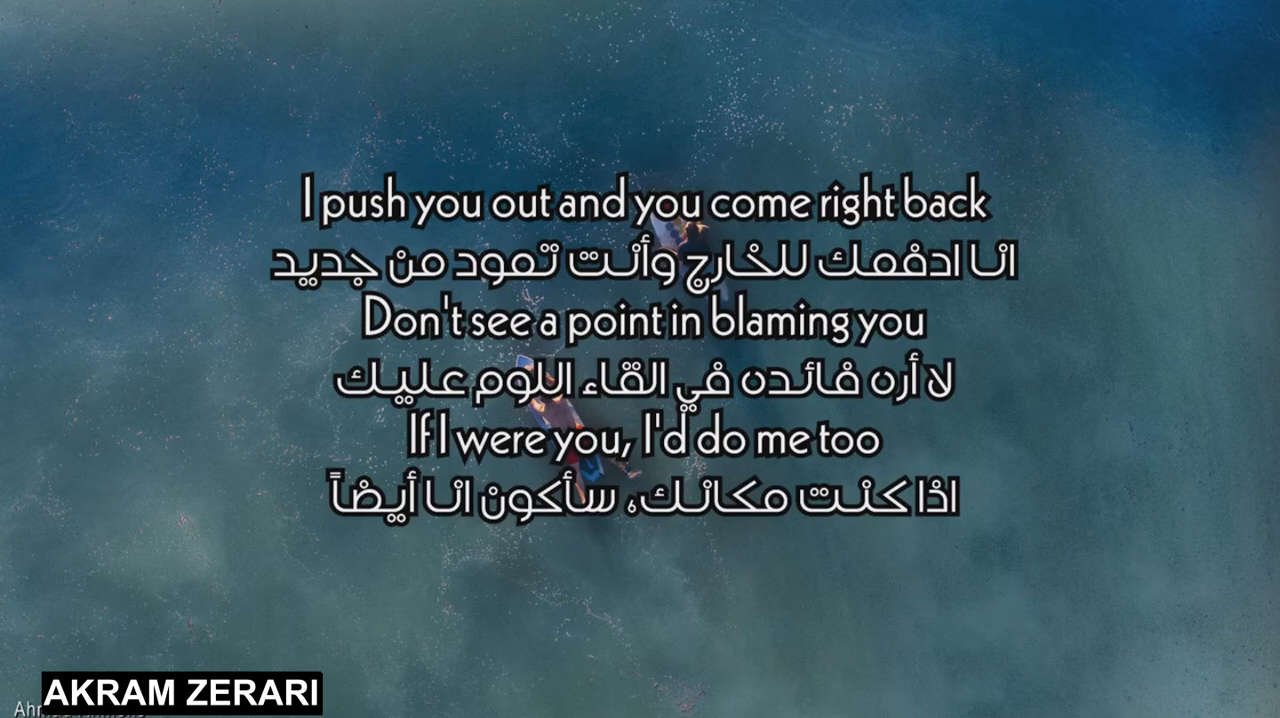 I push you out and you come right back
انا ادفعك للخارج وأنت تعود من جديد
Don't see a point in blaming you
لا أره فائده في القاء اللوم عليك
If I were you, I'd do me too
اذا كنت مكانك، سأكون انا أيضاً
AKRAM ZERARI